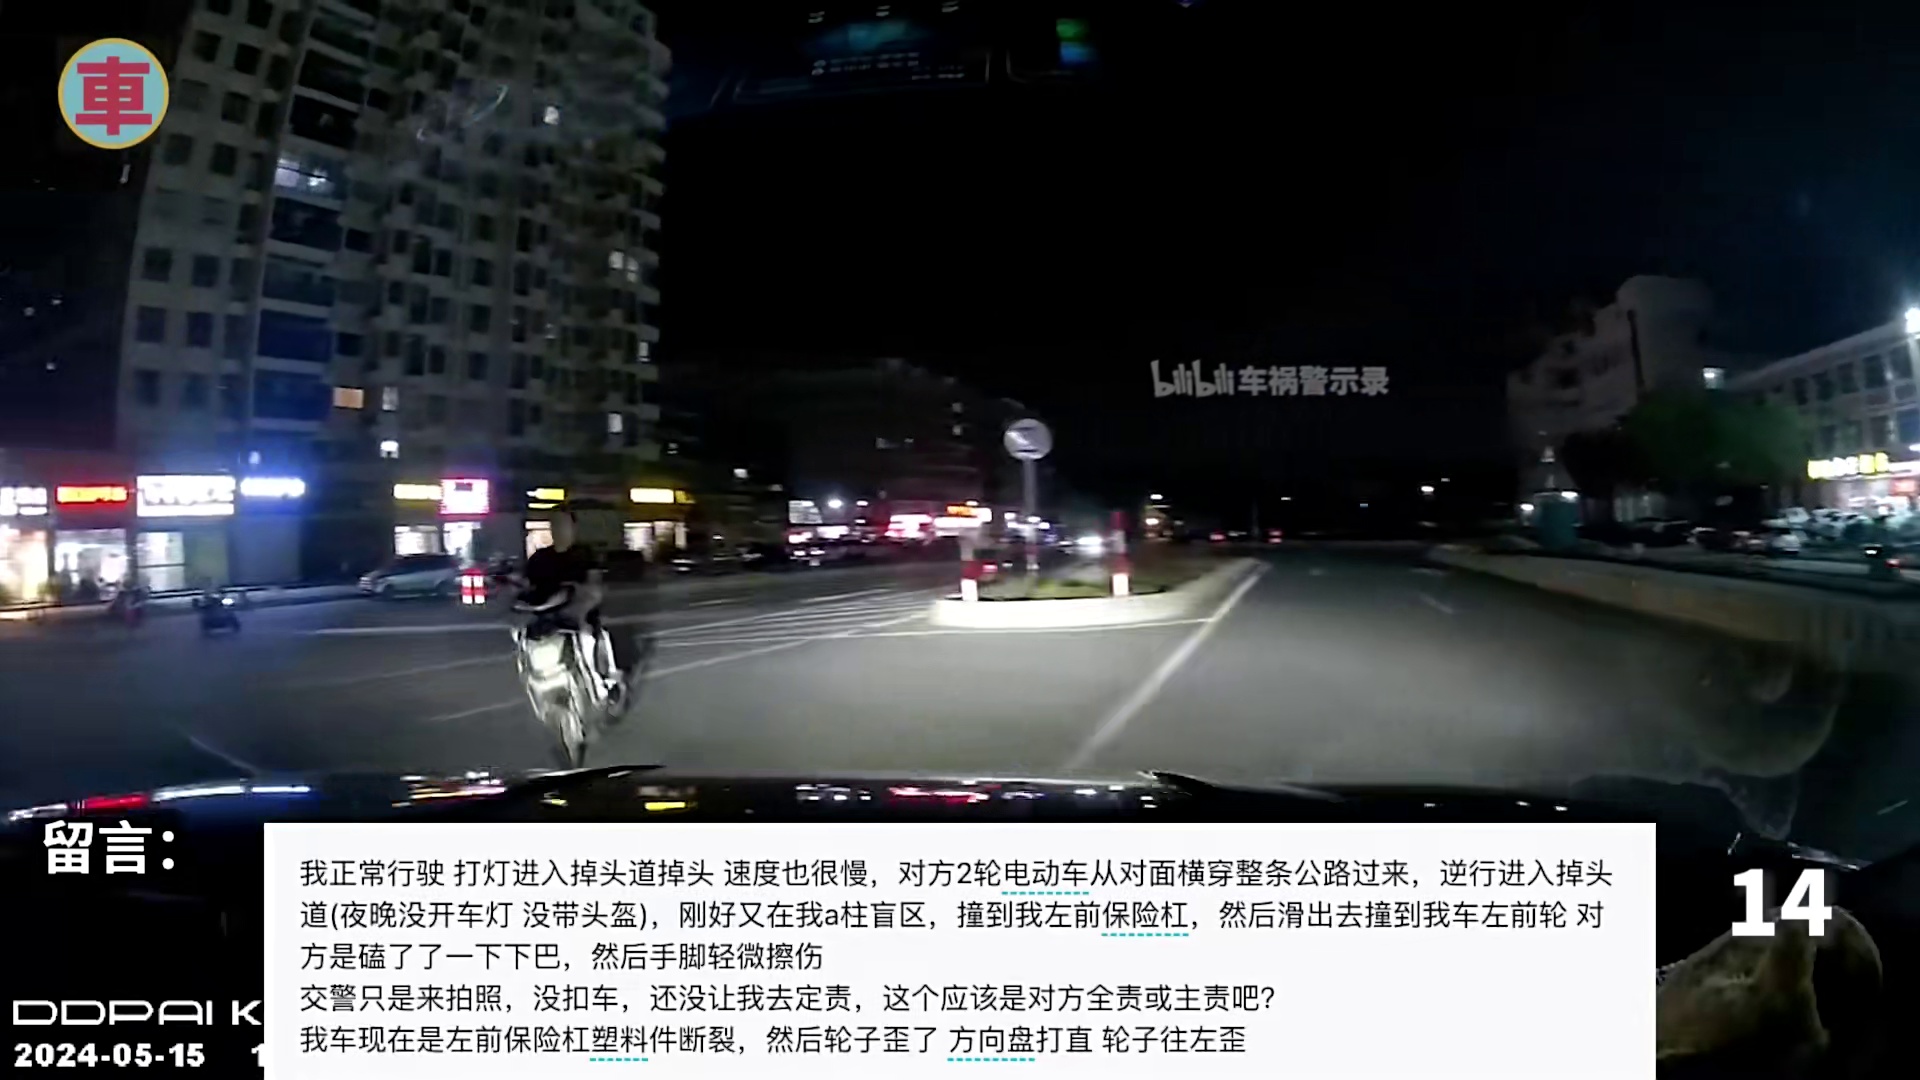 車
bilibili 车祸警示录
留言：
我正常行驶 打灯进入掉头道掉头 速度也很慢，对方2轮电动车从对面横穿整条公路过来，逆行进入掉头
道(夜晚没开车灯 没带头盔)，刚好又在我a柱盲区，撞到我左前保险杠，然后滑出去撞到我车左前轮 对
方是磕了了一下下巴，然后手脚轻微擦伤
交警只是来拍照，没扣车，还没让我去定责，这个应该是对方全责或主责吧？
我车现在是左前保险杠塑料件断裂，然后轮子歪了 方向盘打直 轮子往左歪
14
DDPAI K
2024-05-15 1